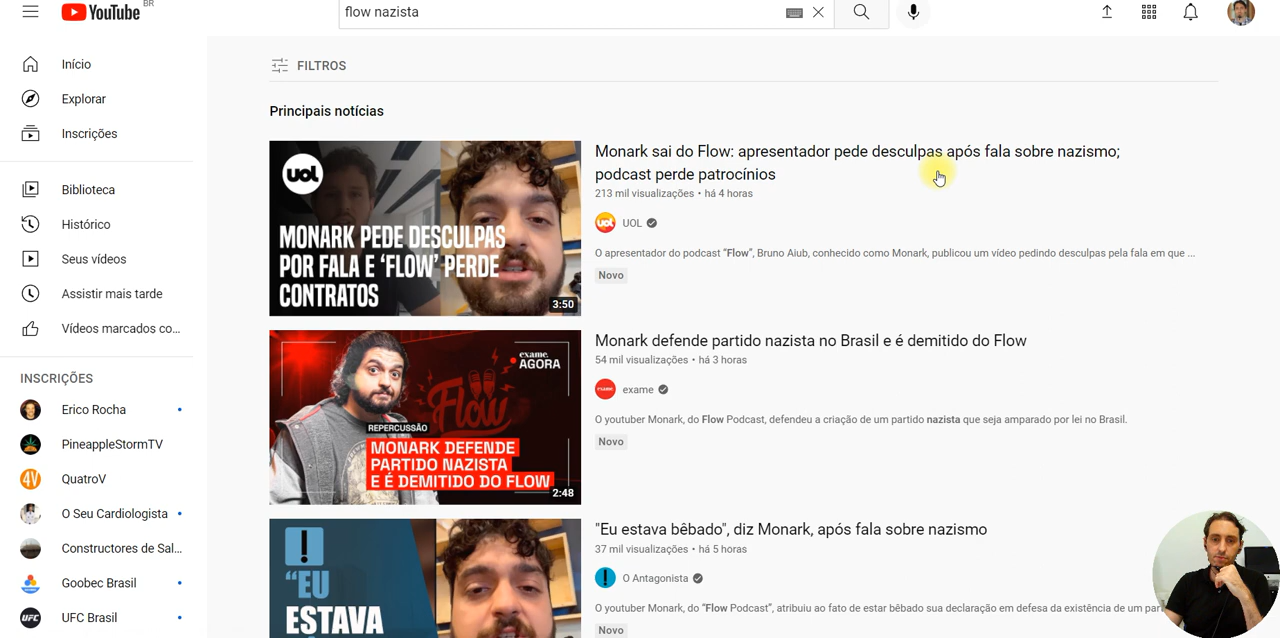 YouTube BR
flow nazista
Início
Explorar
Inscrições
Biblioteca
Histórico
Seus vídeos
Assistir mais tarde
Vídeos marcados co...
INSCRIÇÕES
Erico Rocha
PineappleStormTV
4V QuatroV
O Seu Cardiologista
Constructores de Sal...
Goobec Brasil
UFC UFC Brasil
FILTROS
Principais notícias
UOL
MONARK PEDE DESCULPAS
POR FALA E 'FLOW' PERDE
CONTRATOS
3:50
Monark sai do Flow: apresentador pede desculpas após fala sobre nazismo;
podcast perde patrocínios
213 mil visualizações • há 4 horas
UOL UOL
O apresentador do podcast "Flow", Bruno Aiub, conhecido como Monark, publicou um vídeo pedindo desculpas pela fala em que ...
Novo
exame.
AGORA
Flow
REPERCUSSÃO
MONARK DEFENDE
PARTIDO NAZISTA
E É DEMITIDO DO FLOW
2:48
Monark defende partido nazista no Brasil e é demitido do Flow
54 mil visualizações • há 3 horas
exame
O youtuber Monark, do Flow Podcast, defendeu a criação de um partido nazista que seja amparado por lei no Brasil.
Novo
!
"EU
ESTAVA
"Eu estava bêbado", diz Monark, após fala sobre nazismo
37 mil visualizações • há 5 horas
! O Antagonista
O youtuber Monark, do "Flow Podcast", atribuiu ao fato de estar bêbado sua declaração em defesa da existência de um par
Novo